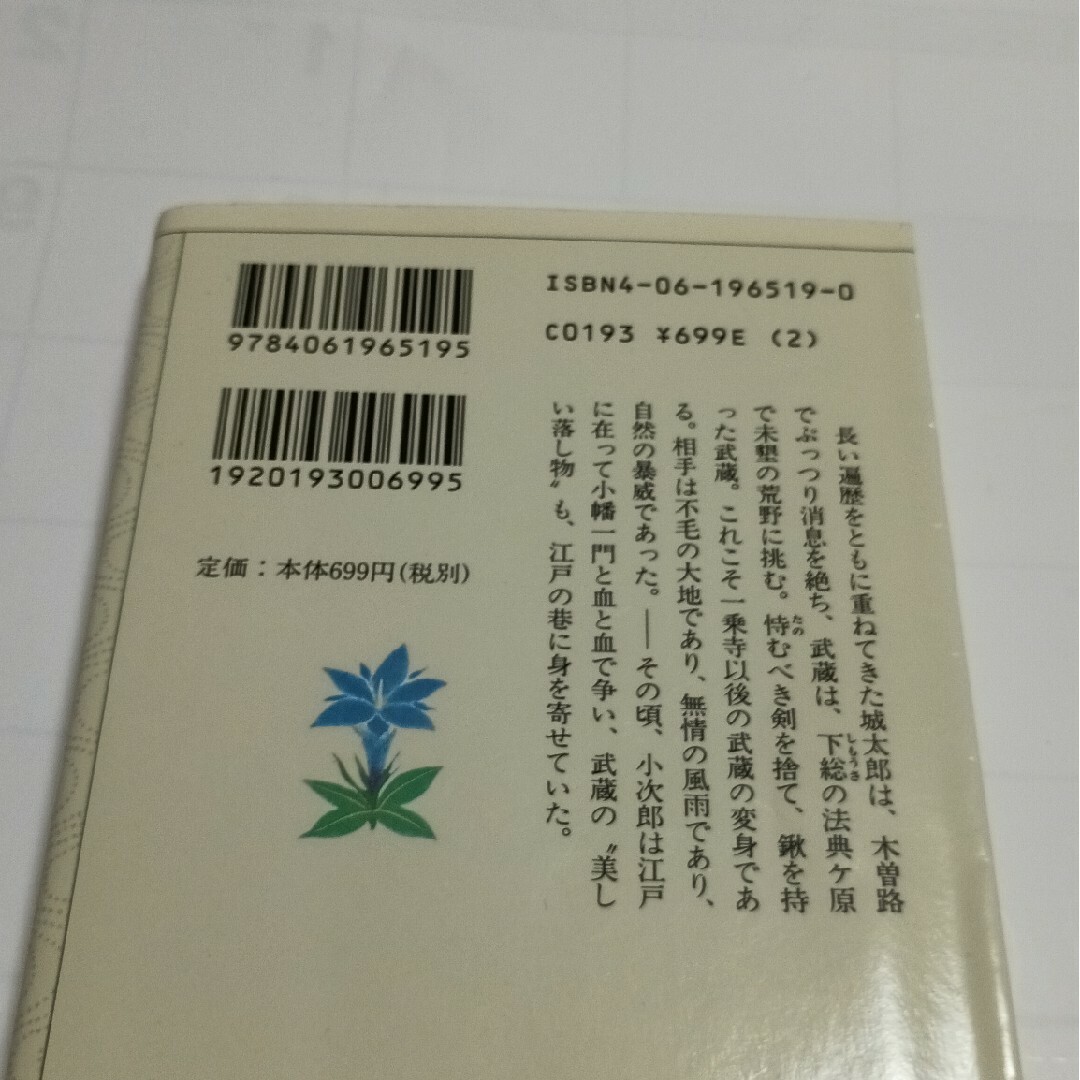 ISBN4-06-196519-0
C0193 ¥699E (2)
9784061965195
1920193006995
定価：本体699円(税別)
長い遍歴をともに重ねてきた城太郎は、木曽路
でぷっつり消息を絶ち、武蔵は、下総の法典ケ原
しもうさ
で未墾の荒野に挑む。恃むべき剣を捨て、鍬を持
たの
った武蔵。これこそ一乗寺以後の武蔵の変身であ
る。相手は不毛の大地であり、無情の風雨であり、
自然の暴威であった。――その頃、小次郎は江戸
に在って小幡一門と血と血で争い、武蔵の〝美し
い落し物〟も、江戸の巷に身を寄せていた。